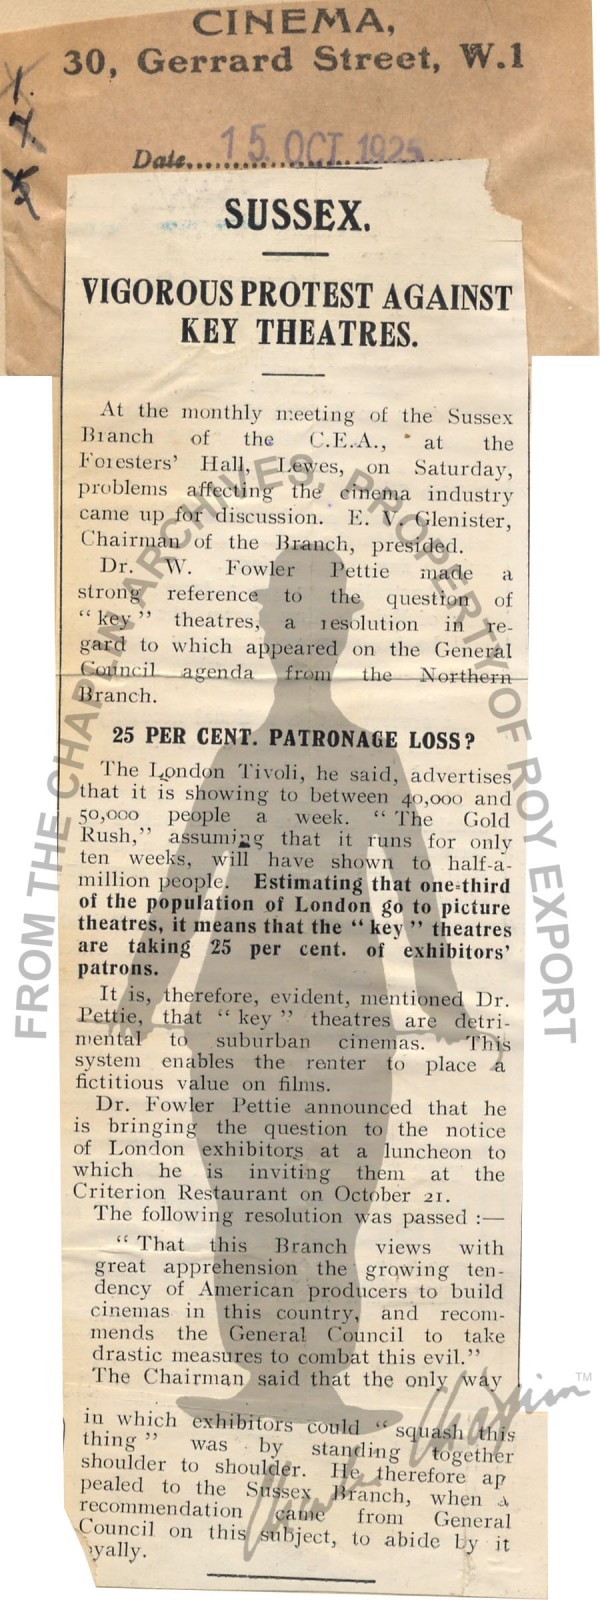 CINEMA,
30, Gerrard Street, W.1
Date 15 OCT 1925
SUSSEX.
VIGOROUS PROTEST AGAINST
KEY THEATRES.
At the monthly meeting of the Sussex
Branch of the C.E.A., at the
Foresters' Hall, Lewes, on Saturday,
problems affecting the cinema industry
came up for discussion. E. V. Glenister,
Chairman of the Branch, presided.
Dr. W. Fowler Pettie made a
strong reference to the question of
"key" theatres, a resolution in re-
gard to which appeared on the General
Council agenda from the Northern
Branch.
25 PER CENT. PATRONAGE LOSS?
The London Tivoli, he said, advertises
that it is showing to between 40,000 and
50,000 people a week. "The Gold
Rush," assuming that it runs for only
ten weeks, will have shown to half-a-
million people. Estimating that one-third
of the population of London go to picture
theatres, it means that the "key" theatres
are taking 25 per cent. of exhibitors'
patrons.
It is, therefore, evident, mentioned Dr.
Pettie, that "key" theatres are detri-
mental to suburban cinemas. This
system enables the renter to place a
fictitious value on films.
Dr. Fowler Pettie announced that he
is bringing the question to the notice
of London exhibitors at a luncheon to
which he is inviting them at the
Criterion Restaurant on October 21.
The following resolution was passed :—
"That this Branch views with
great apprehension the growing ten-
dency of American producers to build
cinemas in this country, and recom-
mends the General Council to take
drastic measures to combat this evil."
The Chairman said that the only way
in which exhibitors could "squash this
thing" was by standing together
shoulder to shoulder. He therefore ap
pealed to the Sussex Branch, when a
recommendation came from General
Council on this subject, to abide by it
yally.
FROM THE CHAPLIN ARCHIVES, PROPERTY OF ROY EXPORT
Charles Chaplin TM